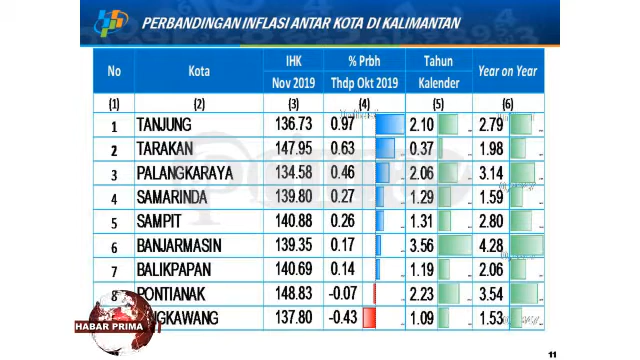 PERBANDINGAN INFLASI ANTAR KOTA DI KALIMANTAN
No Kota IHK Nov 2019 % Prbh Thdp Okt 2019 Tahun Kalender Year on Year
(1) (2) (3) (4) (5) (6)
1 TANJUNG 136.73 0.97 2.10 2.79
2 TARAKAN 147.95 0.63 0.37 1.98
3 PALANGKARAYA 134.58 0.46 2.06 3.14
4 SAMARINDA 139.80 0.27 1.29 1.59
5 SAMPIT 140.88 0.26 1.31 2.80
6 BANJARMASIN 139.35 0.17 3.56 4.28
7 BALIKPAPAN 140.69 0.14 1.19 2.06
8 PONTIANAK 148.83 -0.07 2.23 3.54
GKAWANG 137.80 -0.43 1.09 1.53
HABAR PRIMA
11